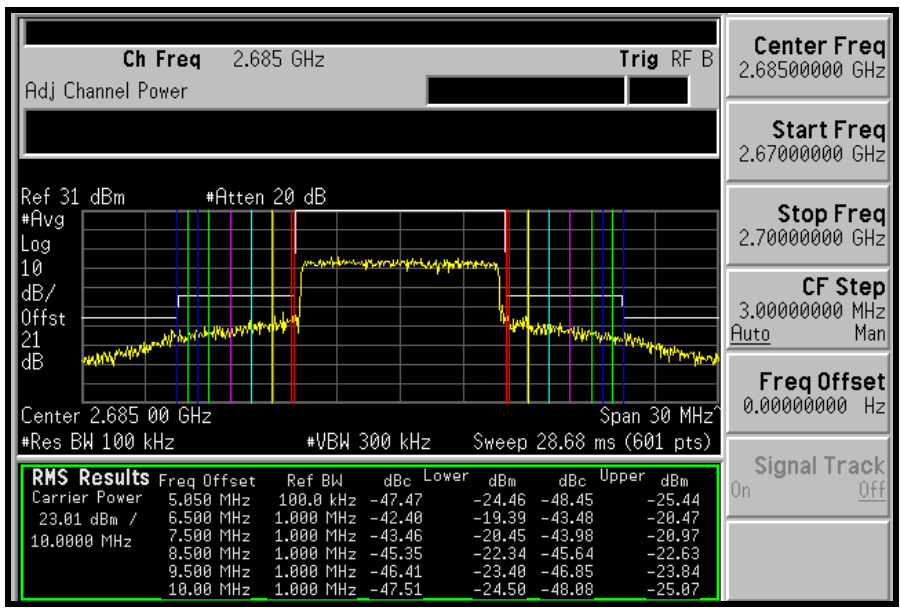 Ch Freq 2.685 GHz Trig RF B
Adj Channel Power
Ref 31 dBm #Atten 20 dB
#Avg
Log
10
dB/
Offst
21
dB
Center 2.685 00 GHz Span 30 MHz^
#Res BW 100 kHz #VBW 300 kHz Sweep 28.68 ms (601 pts)
RMS Results Freq Offset Ref BW dBc Lower dBm dBc Upper dBm
Carrier Power 5.050 MHz 100.0 kHz -47.47 -24.46 -48.45 -25.44
23.01 dBm / 6.500 MHz 1.000 MHz -42.40 -19.39 -43.48 -20.47
10.0000 MHz 7.500 MHz 1.000 MHz -43.46 -20.45 -43.98 -20.97
8.500 MHz 1.000 MHz -45.35 -22.34 -45.64 -22.63
9.500 MHz 1.000 MHz -46.41 -23.40 -46.85 -23.84
10.00 MHz 1.000 MHz -47.51 -24.50 -48.08 -25.07
Center Freq
2.68500000 GHz
Start Freq
2.67000000 GHz
Stop Freq
2.70000000 GHz
CF Step
3.00000000 MHz
Auto Man
Freq Offset
0.00000000 Hz
Signal Track
On Off